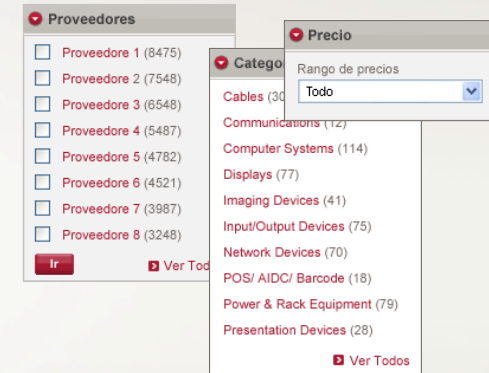 Proveedores
Proveedore 1 (8475)
Proveedore 2 (7548)
Proveedore 3 (6548)
Proveedore 4 (5487)
Proveedore 5 (4782)
Proveedore 6 (4521)
Proveedore 7 (3987)
Proveedore 8 (3248)
Ir
Ver Tod
Catego
Cables (30
Communications (12)
Computer Systems (114)
Displays (77)
Imaging Devices (41)
Input/Output Devices (75)
Network Devices (70)
POS/ AIDC/ Barcode (18)
Power & Rack Equipment (79)
Presentation Devices (28)
Ver Todos
Precio
Rango de precios
Todo